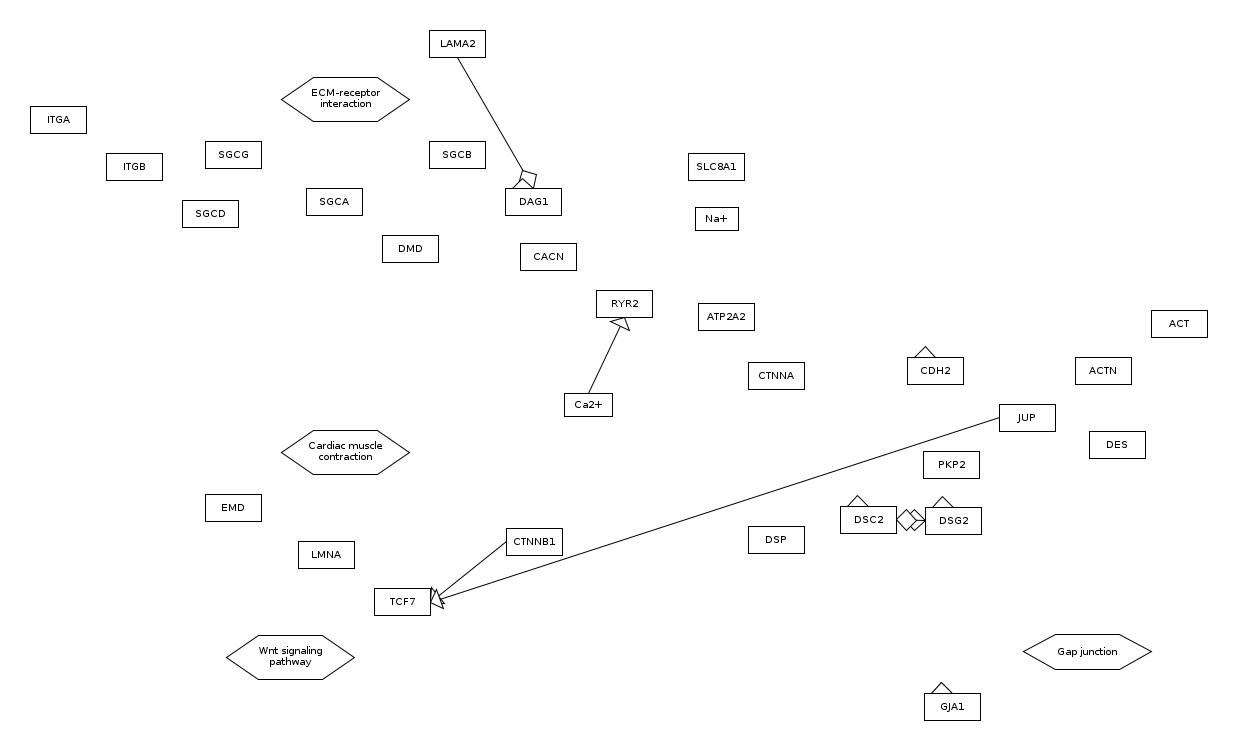 LAMA2
ECM-receptor
interaction
ITGA
ITGB
SGCG
SGCB
SLC8A1
SGCD
SGCA
DAG1
Na+
DMD
CACN
RYR2
ATP2A2
ACT
CTNNA
CDH2
ACTN
Ca2+
JUP
Cardiac muscle
contraction
DES
PKP2
EMD
DSC2
DSG2
LMNA
CTNNB1
DSP
TCF7
Wnt signaling
pathway
Gap junction
GJA1